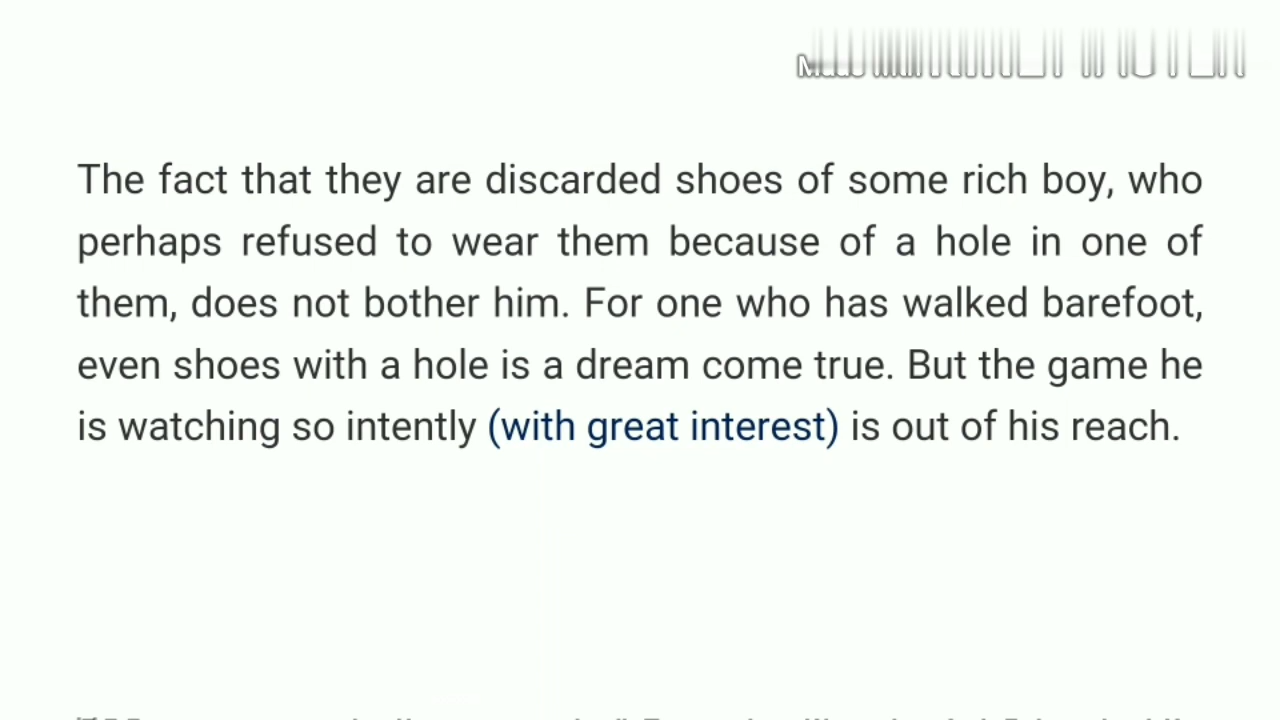 The fact that they are discarded shoes of some rich boy, who
perhaps refused to wear them because of a hole in one of
them, does not bother him. For one who has walked barefoot,
even shoes with a hole is a dream come true. But the game he
is watching so intently (with great interest) is out of his reach.